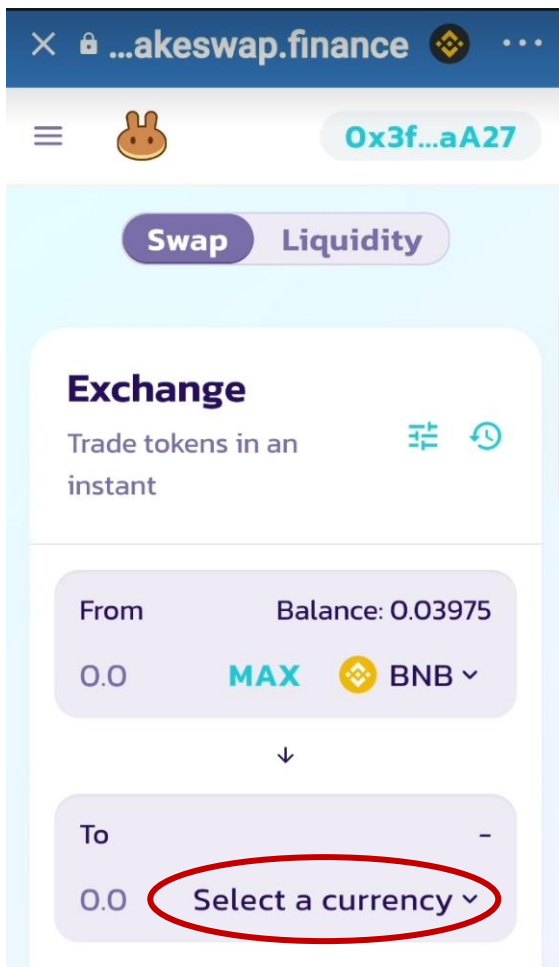 ...akeswap.finance
0x3f...aA27
Swap Liquidity
Exchange
Trade tokens in an
instant
From Balance: 0.03975
0.0 MAX BNB
To -
0.0 Select a currency